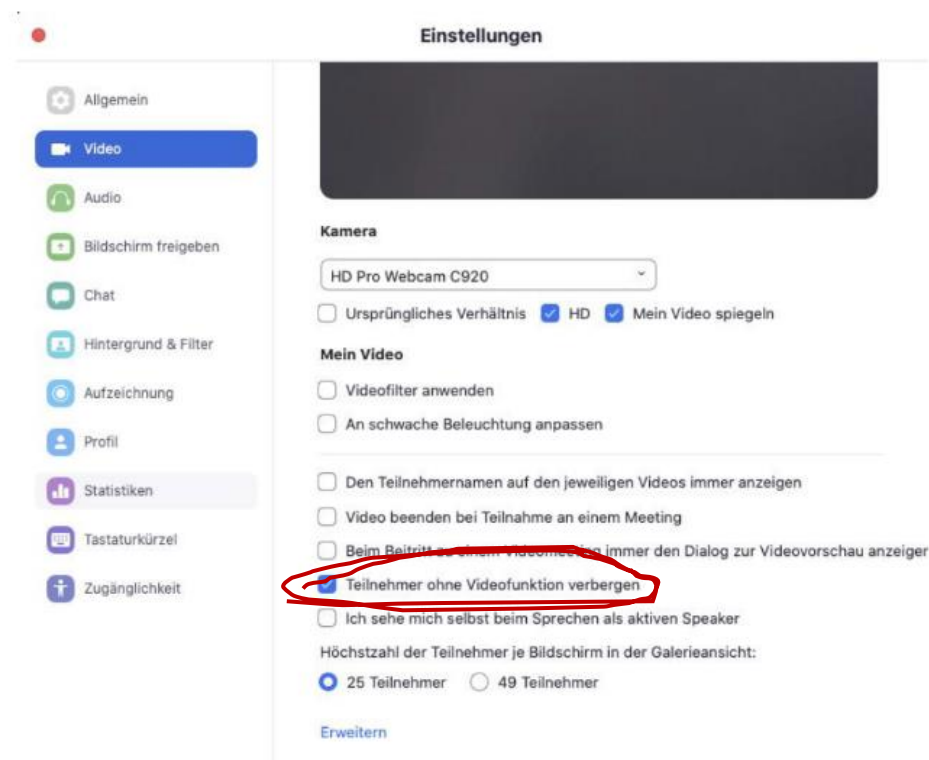 Einstellungen
Allgemein
Video
Audio
Bildschirm freigeben
Chat
Hintergrund & Filter
Aufzeichnung
Profil
Statistiken
Tastaturkürzel
Zugänglichkeit
Kamera
HD Pro Webcam C920
Ursprüngliches Verhältnis HD Mein Video spiegeln
Mein Video
Videofilter anwenden
An schwache Beleuchtung anpassen
Den Teilnehmernamen auf den jeweiligen Videos immer anzeigen
Video beenden bei Teilnahme an einem Meeting
Beim Beitritt zu einem Videomeeting immer den Dialog zur Videovorschau anzeiger
Teilnehmer ohne Videofunktion verbergen
Ich sehe mich selbst beim Sprechen als aktiven Speaker
Höchstzahl der Teilnehmer je Bildschirm in der Galerieansicht:
25 Teilnehmer 49 Teilnehmer
Erweitern